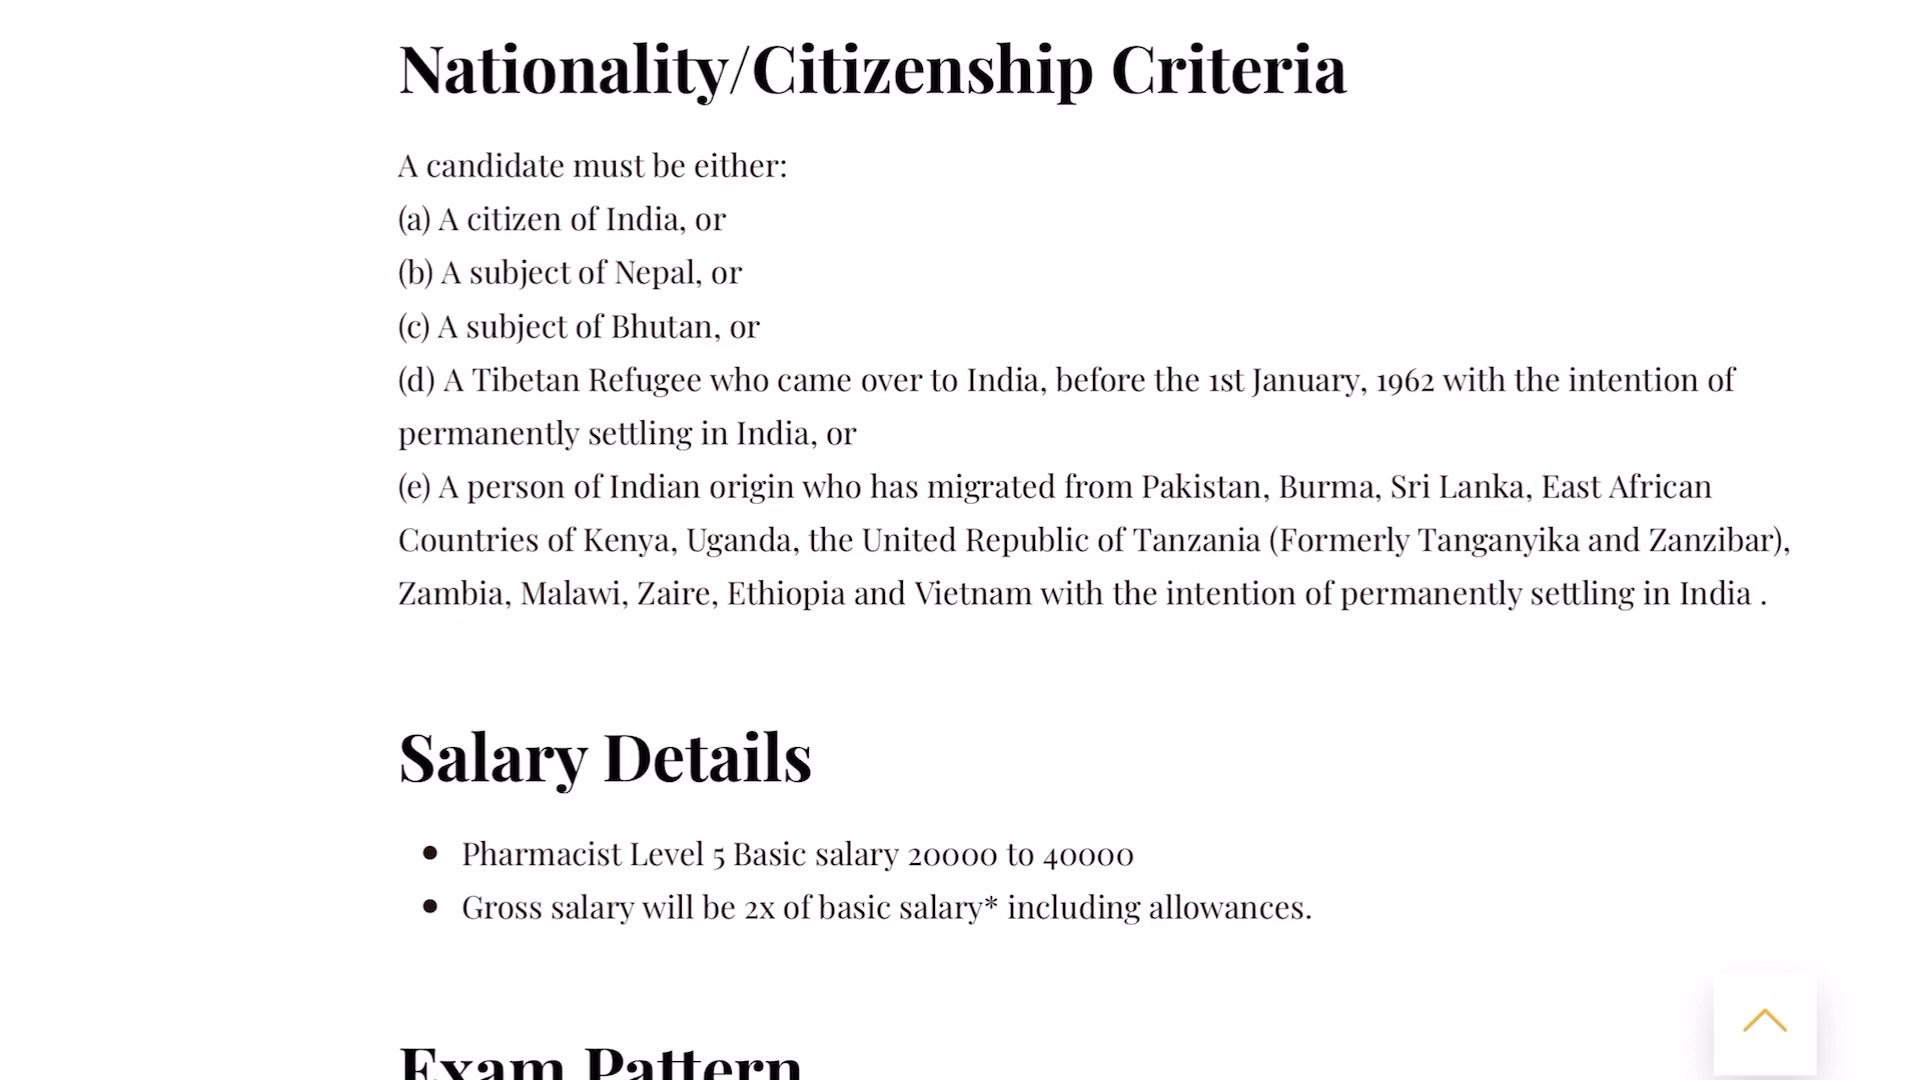 Nationality/Citizenship Criteria
A candidate must be either:
(a) A citizen of India, or
(b) A subject of Nepal, or
(c) A subject of Bhutan, or
(d) A Tibetan Refugee who came over to India, before the 1st January, 1962 with the intention of
permanently settling in India, or
(e) A person of Indian origin who has migrated from Pakistan, Burma, Sri Lanka, East African
Countries of Kenya, Uganda, the United Republic of Tanzania (Formerly Tanganyika and Zanzibar),
Zambia, Malawi, Zaire, Ethiopia and Vietnam with the intention of permanently settling in India .
Salary Details
• Pharmacist Level 5 Basic salary 20000 to 40000
• Gross salary will be 2x of basic salary* including allowances.
Exam Pattern